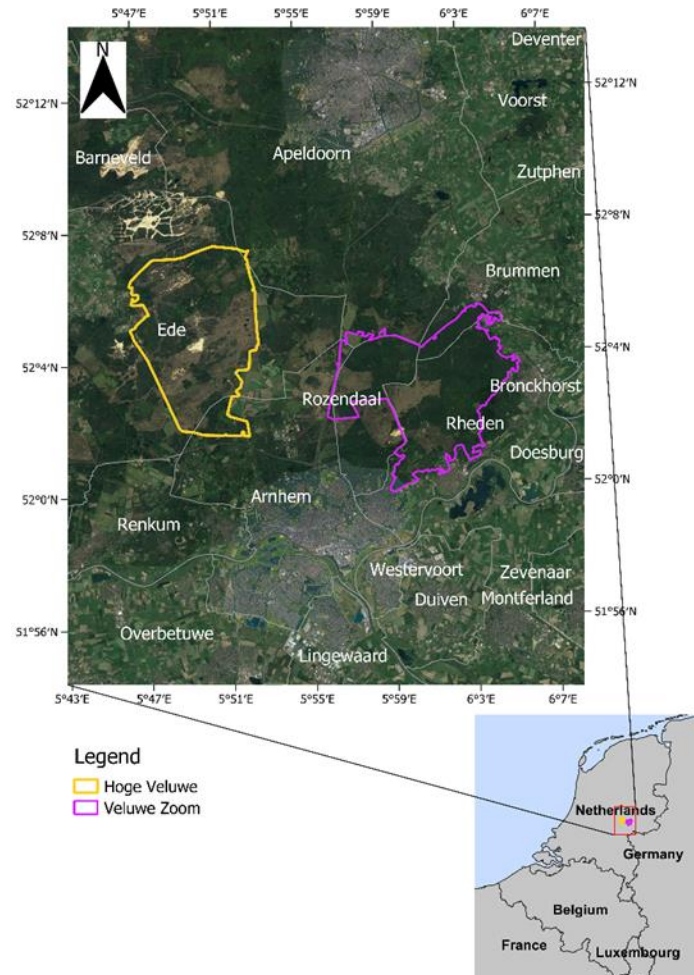 5°47'E 5°51'E 5°55'E 5°59'E 6°3'E 6°7'E
N
Deventer
52°12'N
52°12'N
Voorst
Barneveld
Apeldoorn
Zutphen
52°8'N
52°8'N
Brummen
Ede
52°4'N
52°4'N
Rozendaal
Bronckhorst
Rheden
Doesburg
52°0'N
52°0'N
Arnhem
Renkum
Westervoort
Zevenaar
Duiven
Montferland
51°56'N
51°56'N
Overbetuwe
Lingewaard
5°43'E 5°47'E 5°51'E 5°55'E 5°59'E 6°3'E 6°7'E
Legend
Hoge Veluwe
Veluwe Zoom
Netherlands
Germany
Belgium
France
Luxembourg